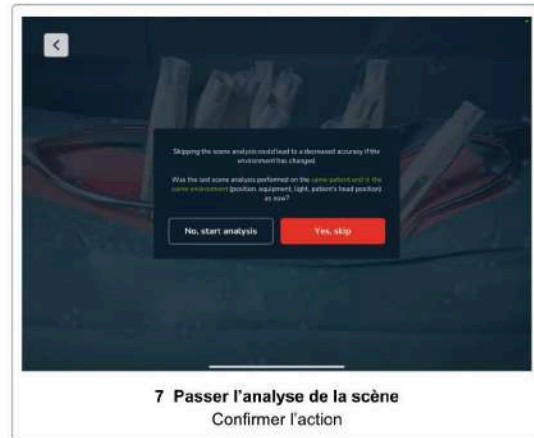 Skipping the scene analysis could lead to a decreased accuracy if the
environment has changed
Was the last scene analysis performed on the same patient and in the
same environment (position, equipment, light, patient's head position)
as now?
No, start analysis
Yes, skip
7 Passer l'analyse de la scène
Confirmer l'action